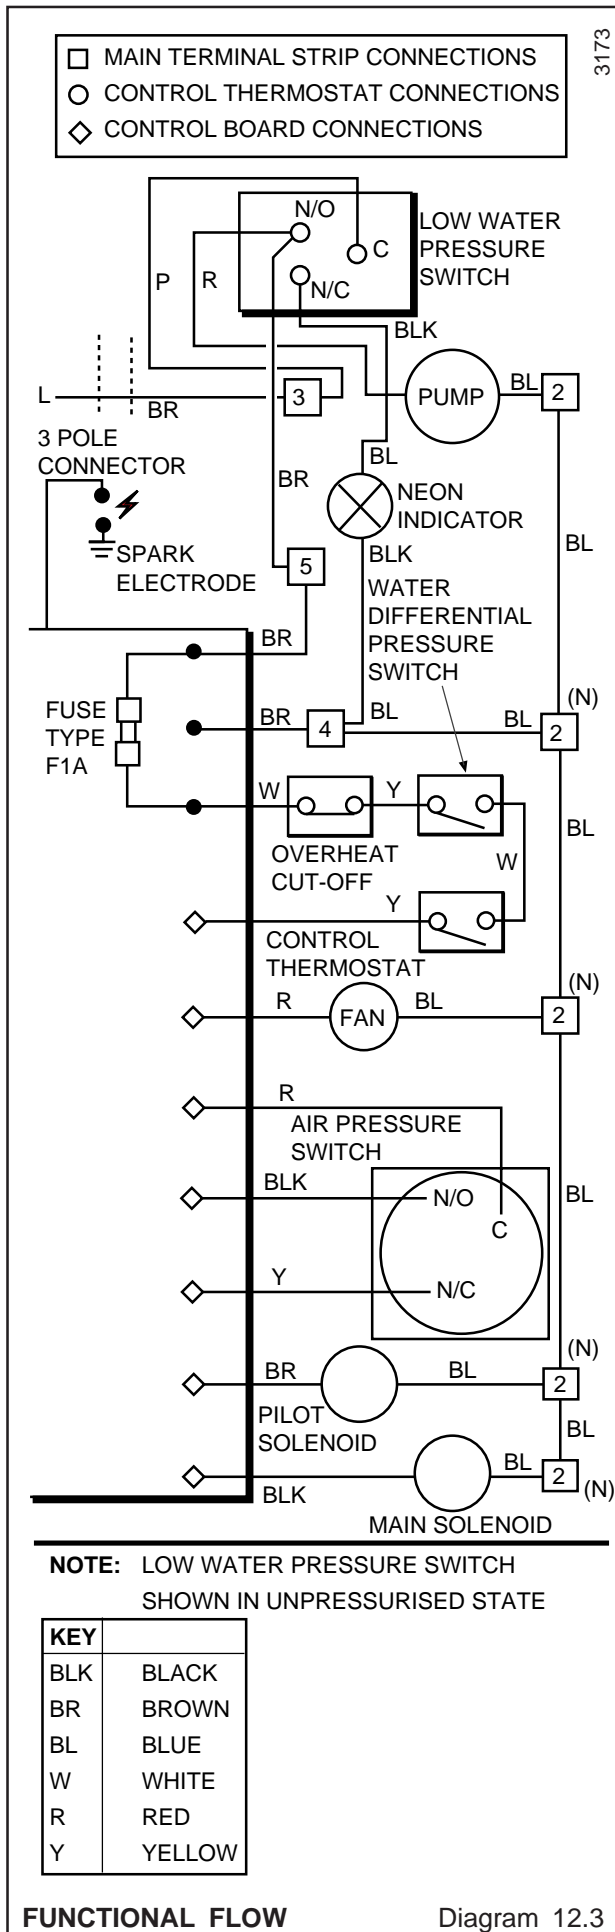 3173
MAIN TERMINAL STRIP CONNECTIONS
CONTROL THERMOSTAT CONNECTIONS
CONTROL BOARD CONNECTIONS
N/O
C
N/C
LOW WATER
PRESSURE
SWITCH
P
R
BLK
L
BR
3
PUMP
BL
2
3 POLE
CONNECTOR
BL
BR
NEON
INDICATOR
BL
SPARK
ELECTRODE
BLK
5
WATER
DIFFERENTIAL
PRESSURE
SWITCH
BR
FUSE
TYPE
F1A
BR
4
BL
BL
(N)
2
W
Y
BL
OVERHEAT
CUT-OFF
W
Y
CONTROL
THERMOSTAT
R
FAN
BL
(N)
2
R
AIR PRESSURE
SWITCH
BLK
N/O
C
BL
Y
N/C
BR
BL
(N)
2
PILOT
SOLENOID
BL
BLK
BL
2
(N)
MAIN SOLENOID
NOTE: LOW WATER PRESSURE SWITCH
SHOWN IN UNPRESSURISED STATE
KEY
BLK BLACK
BR BROWN
BL BLUE
W WHITE
R RED
Y YELLOW
FUNCTIONAL FLOW Diagram 12.3